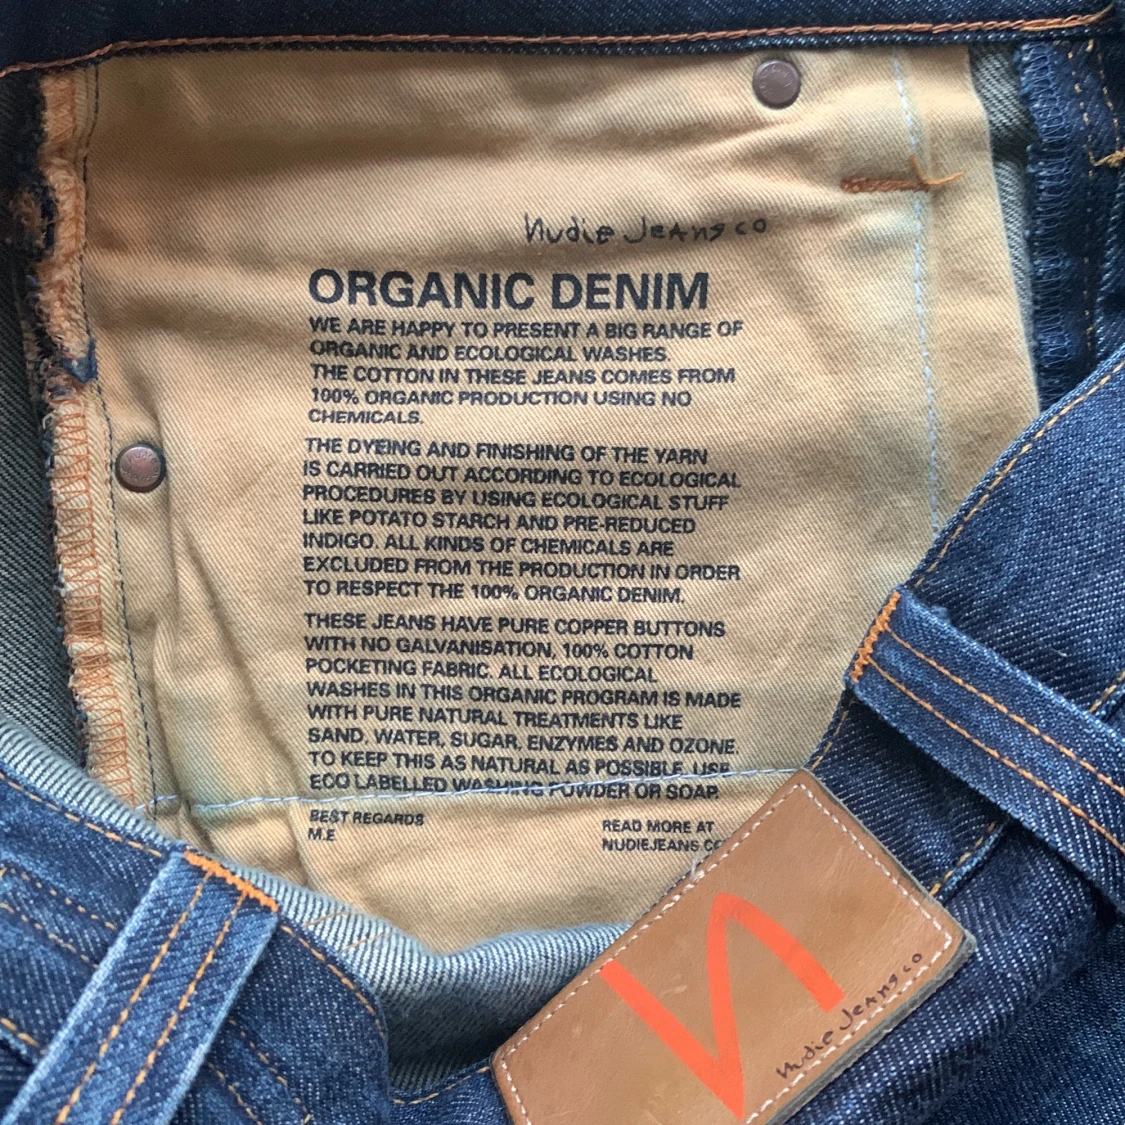 Nudie Jeans co
ORGANIC DENIM
WE ARE HAPPY TO PRESENT A BIG RANGE OF
ORGANIC AND ECOLOGICAL WASHES.
THE COTTON IN THESE JEANS COMES FROM
100% ORGANIC PRODUCTION USING NO
CHEMICALS.
THE DYEING AND FINISHING OF THE YARN
IS CARRIED OUT ACCORDING TO ECOLOGICAL
PROCEDURES BY USING ECOLOGICAL STUFF
LIKE POTATO STARCH AND PRE-REDUCED
INDIGO. ALL KINDS OF CHEMICALS ARE
EXCLUDED FROM THE PRODUCTION IN ORDER
TO RESPECT THE 100% ORGANIC DENIM.
THESE JEANS HAVE PURE COPPER BUTTONS
WITH NO GALVANISATION, 100% COTTON
POCKETING FABRIC. ALL ECOLOGICAL
WASHES IN THIS ORGANIC PROGRAM IS MADE
WITH PURE NATURAL TREATMENTS LIKE
SAND, WATER, SUGAR, ENZYMES AND OZONE.
TO KEEP THIS AS NATURAL AS POSSIBLE, USE
ECO LABELLED WASHING POWDER OR SOAP.
BEST REGARDS
M.E
READ MORE AT
NUDIEJEANS.CO
N
Nudie Jeans co